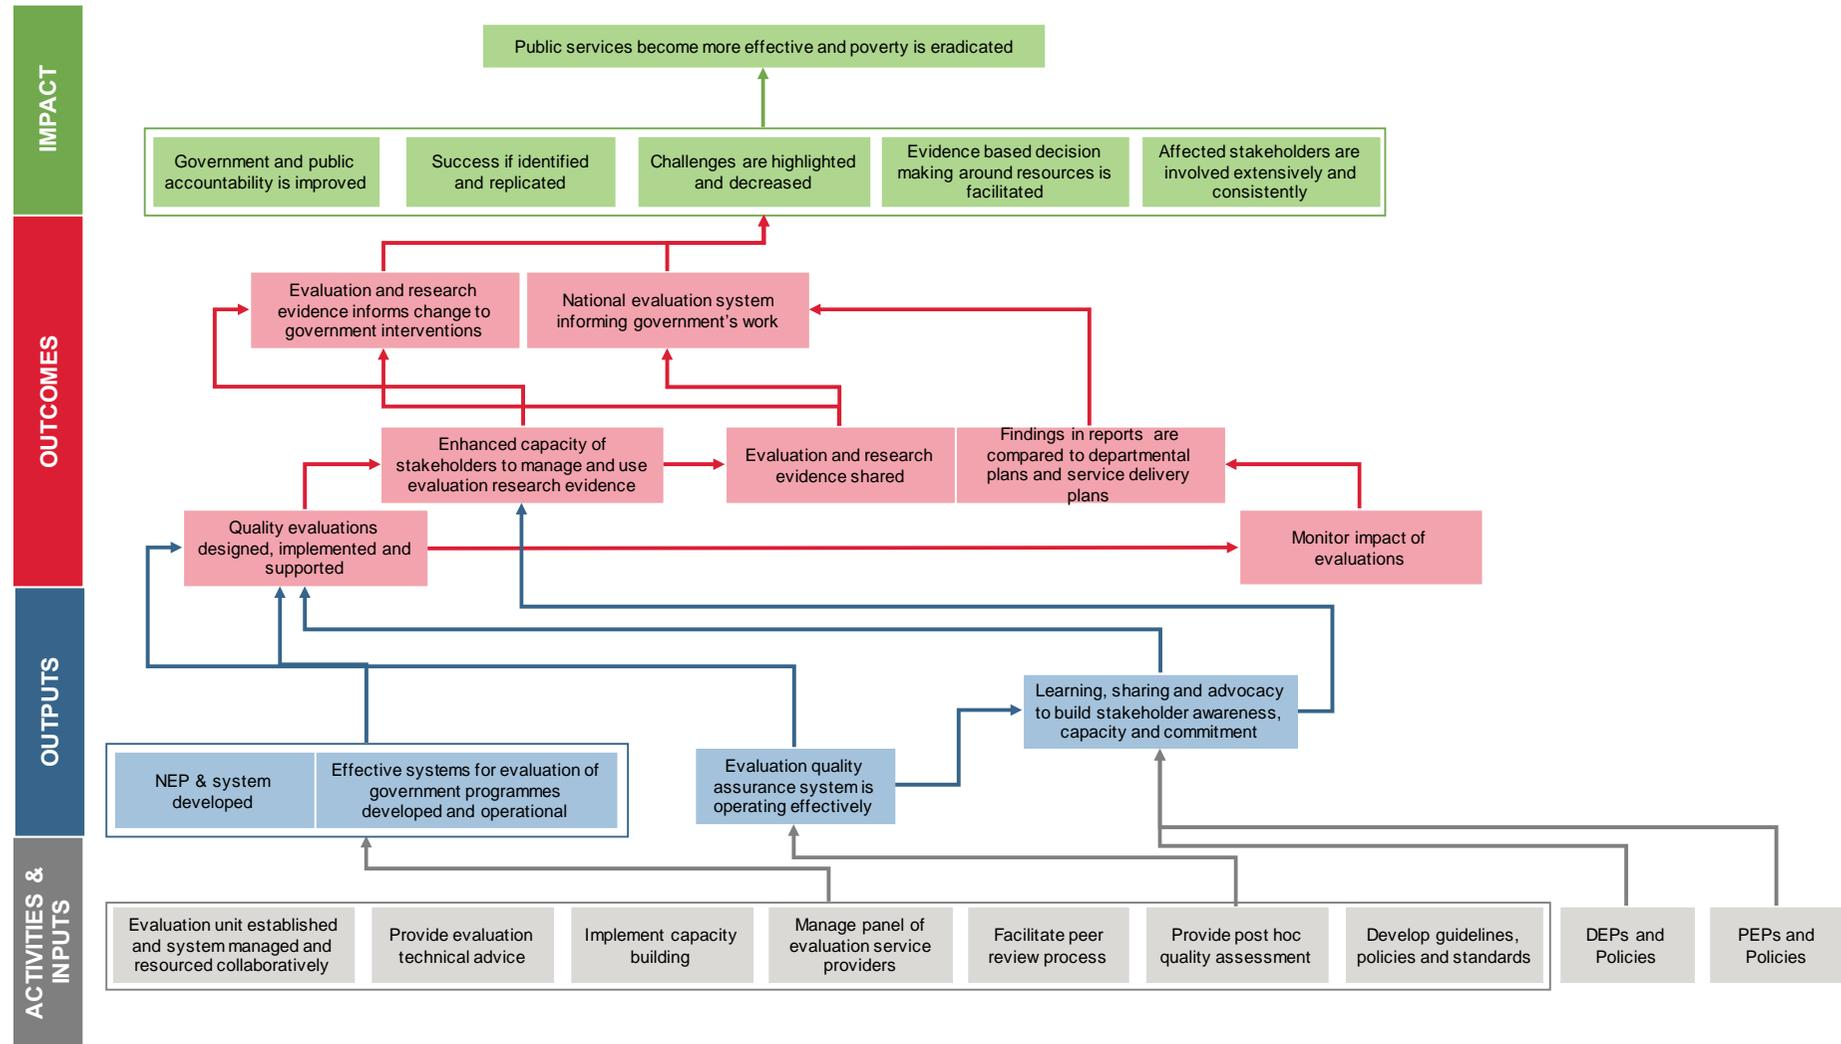 IMPACT
Public services become more effective and poverty is eradicated
Government and public
accountability is improved
Success if identified
and replicated
Challenges are highlighted
and decreased
Evidence based decision
making around resources is
facilitated
Affected stakeholders are
involved extensively and
consistently
OUTCOMES
Evaluation and research
evidence informs change to
government interventions
National evaluation system
informing government’s work
Enhanced capacity of
stakeholders to manage and use
evaluation research evidence
Evaluation and research
evidence shared
Findings in reports are
compared to departmental
plans and service delivery
plans
Quality evaluations
designed, implemented and
supported
Monitor impact of
evaluations
OUTPUTS
Learning, sharing and advocacy
to build stakeholder awareness,
capacity and commitment
NEP & system
developed
Effective systems for evaluation of
government programmes
developed and operational
Evaluation quality
assurance system is
operating effectively
ACTIVITIES &
INPUTS
Evaluation unit established
and system managed and
resourced collaboratively
Provide evaluation
technical advice
Implement capacity
building
Manage panel of
evaluation service
providers
Facilitate peer
review process
Provide post hoc
quality assessment
Develop guidelines,
policies and standards
DEPs and
Policies
PEPs and
Policies